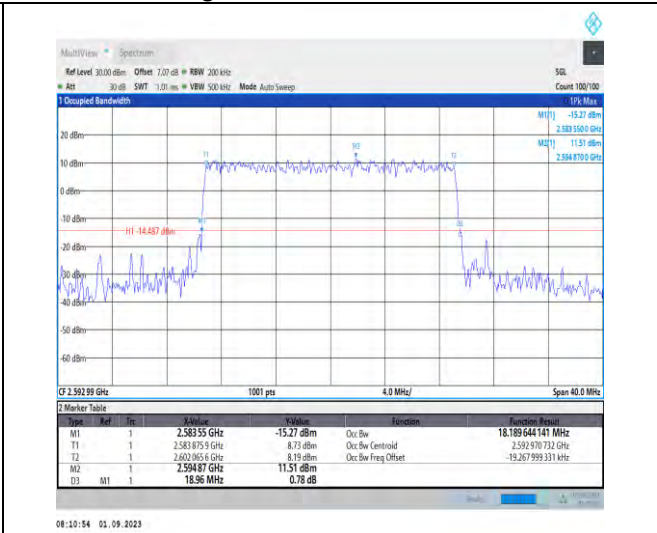 MultiView Spectrum
Ref Level 30.00 dBm Offset 7.07 dB RBW 200 kHz SGL
Att 30 dB SWT 1.01 ms VBW 500 kHz Mode Auto Sweep Count 100/100
1 Occupied Bandwidth 1Pk Max
M1[1] -15.27 dBm
2.583 5500 GHz
M2[1] 11.51 dBm
2.594 8700 GHz
20 dBm
M2
T1 T2
10 dBm
0 dBm
-10 dBm
M1
H1 -14.487 dBm
D3
-20 dBm
-30 dBm
-40 dBm
-50 dBm
-60 dBm
CF 2.592 99 GHz 1001 pts 4.0 MHz/ Span 40.0 MHz
2 Marker Table
Type Ref Trc X-Value Y-Value Function Function Result
M1 1 2.583 55 GHz -15.27 dBm Occ Bw 18.189 644 141 MHz
T1 1 2.583 875 9 GHz 8.73 dBm Occ Bw Centroid 2.592 970 732 GHz
T2 1 2.602 065 6 GHz 8.19 dBm Occ Bw Freq Offset -19.267 999 331 kHz
M2 1 2.594 87 GHz 11.51 dBm
D3 M1 1 18.96 MHz 0.78 dB
08:10:54 01.09.2023